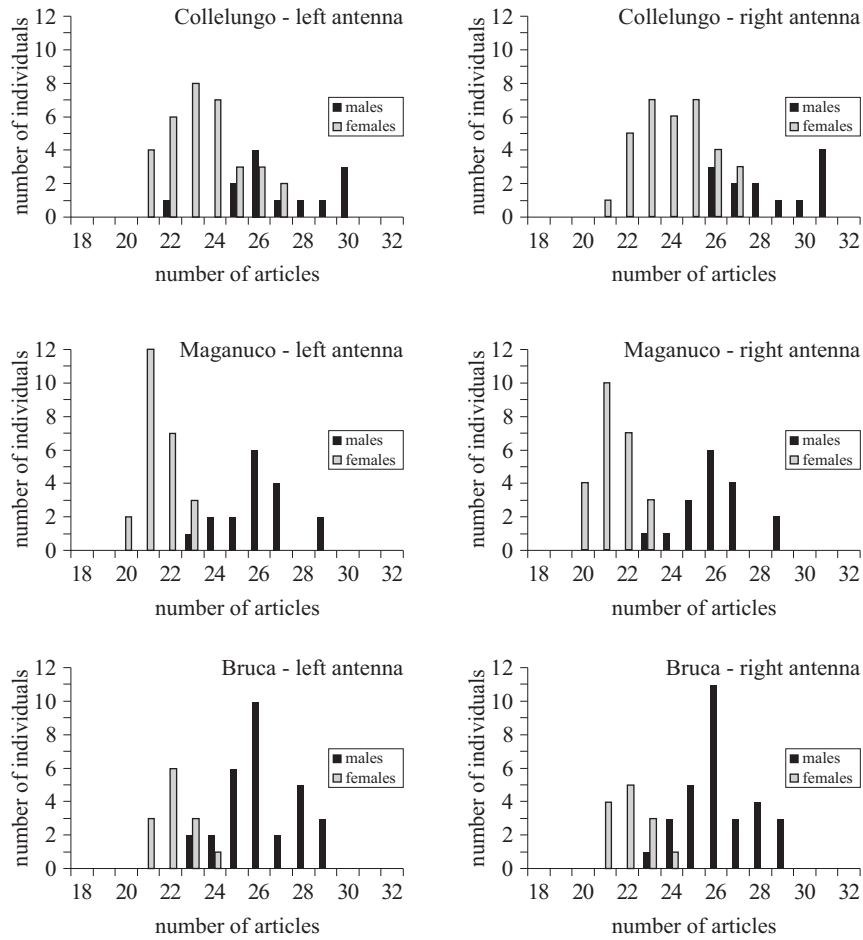 Collelungo - left antenna
number of individuals
12
10
8
6
4
2
0
males
females
18 20 22 24 26 28 30 32
number of articles
Collelungo - right antenna
number of individuals
12
10
8
6
4
2
0
males
females
18 20 22 24 26 28 30 32
number of articles
Maganuco - left antenna
number of individuals
12
10
8
6
4
2
0
males
females
18 20 22 24 26 28 30 32
number of articles
Maganuco - right antenna
number of individuals
12
10
8
6
4
2
0
males
females
18 20 22 24 26 28 30 32
number of articles
Bruca - left antenna
number of individuals
12
10
8
6
4
2
0
males
females
18 20 22 24 26 28 30 32
number of articles
Bruca - right antenna
number of individuals
12
10
8
6
4
2
0
males
females
18 20 22 24 26 28 30 32
number of articles